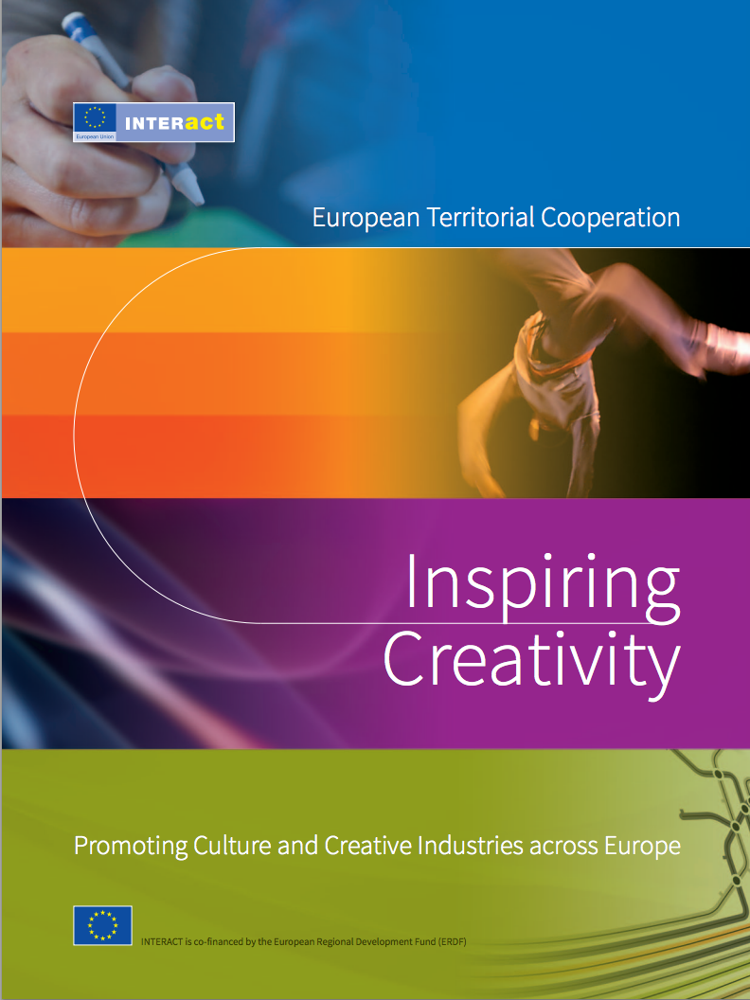 European Union
INTERact
European Territorial Cooperation
Inspiring
Creativity
Promoting Culture and Creative Industries across Europe
INTERACT is co-financed by the European Regional Development Fund (ERDF)